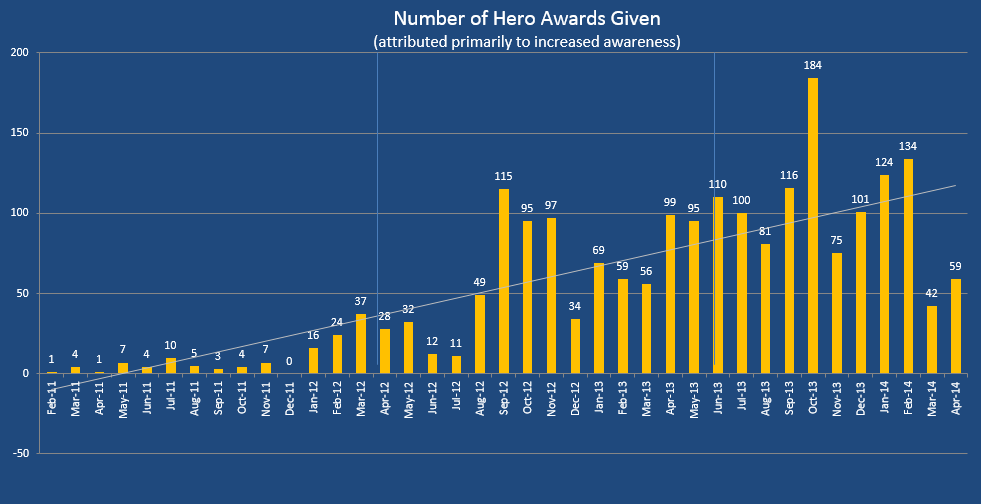 Number of Hero Awards Given
(attributed primarily to increased awareness)
200
150
100
50
0
-50
1
4
1
7
4
10
5
3
4
7
0
16
24
37
28
32
12
11
49
115
95
97
34
69
59
56
99
95
110
100
81
116
184
75
101
124
134
42
59
Feb-11
Mar-11
Apr-11
May-11
Jun-11
Jul-11
Aug-11
Sep-11
Oct-11
Nov-11
Dec-11
Jan-12
Feb-12
Mar-12
Apr-12
May-12
Jun-12
Jul-12
Aug-12
Sep-12
Oct-12
Nov-12
Dec-12
Jan-13
Feb-13
Mar-13
Apr-13
May-13
Jun-13
Jul-13
Aug-13
Sep-13
Oct-13
Nov-13
Dec-13
Jan-14
Feb-14
Mar-14
Apr-14